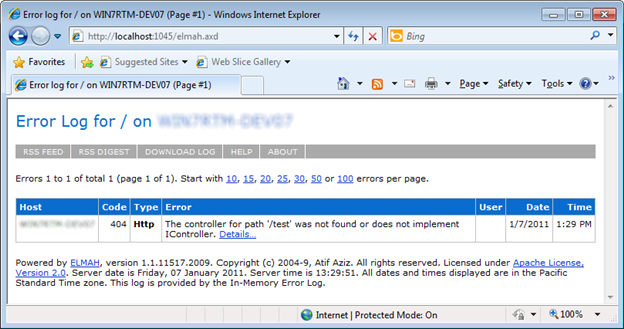 Error log for / on WIN7RTM-DEV07 (Page #1) - Windows Internet Explorer
http://localhost:1045/elmah.axd
Bing
Favorites Suggested Sites Web Slice Gallery
Error log for / on WIN7RTM-DEV07 (Page #1)
Page Safety Tools
Error Log for / on
RSS FEED RSS DIGEST DOWNLOAD LOG HELP ABOUT
Errors 1 to 1 of total 1 (page 1 of 1). Start with 10, 15, 20, 25, 30, 50 or 100 errors per page.
Host Code Type Error User Date Time
404 Http The controller for path '/test' was not found or does not implement 1/7/2011 1:29 PM
IController. Details...
Powered by ELMAH, version 1.1.11517.2009. Copyright (c) 2004-9, Atif Aziz. All rights reserved. Licensed under Apache License,
Version 2.0. Server date is Friday, 07 January 2011. Server time is 13:29:51. All dates and times displayed are in the Pacific
Standard Time zone. This log is provided by the In-Memory Error Log.
Internet | Protected Mode: On 100%